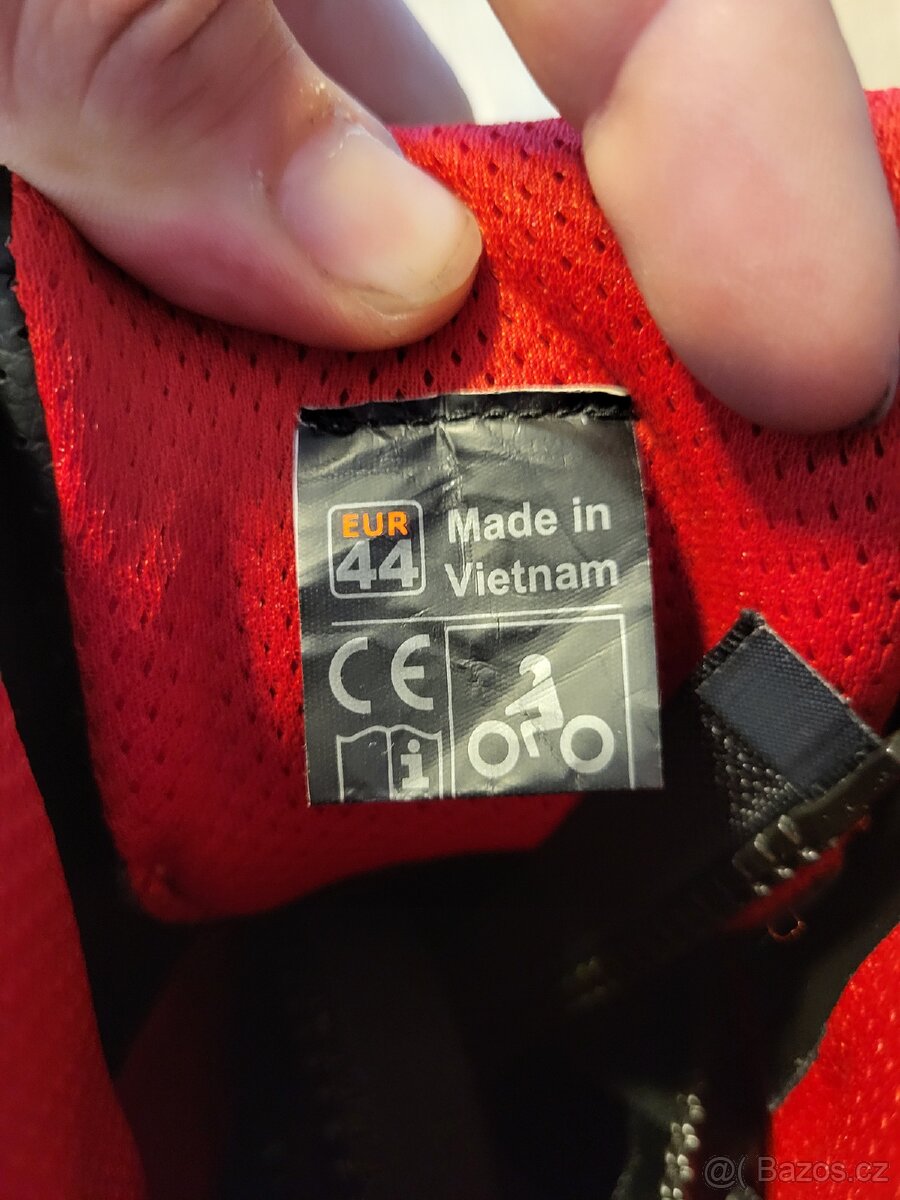 EUR
44
Made in
Vietnam
CE
i
@( Bazos.cz